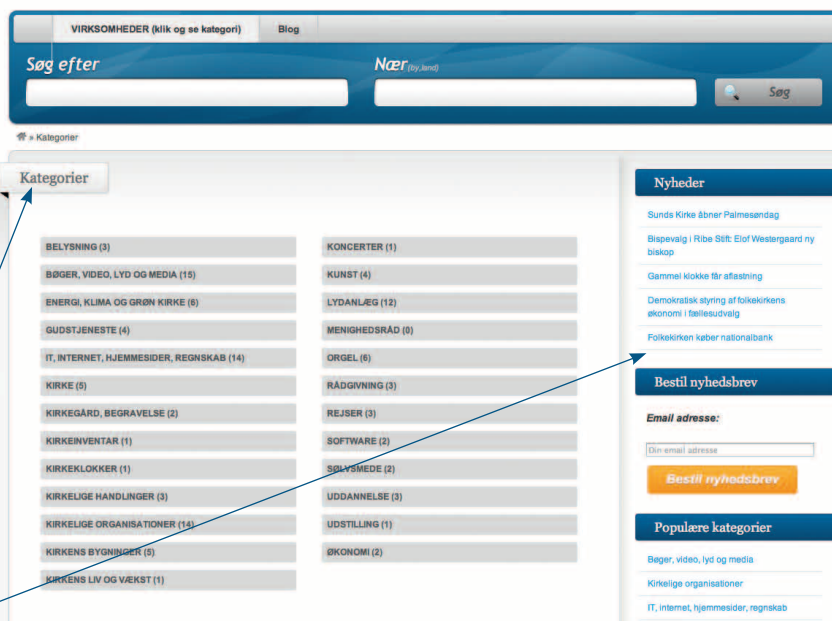 VIRKSOMHEDER (klik og se kategori) Blog
Søg efter
Nær(by,land)
Søg
» Kategorier
Kategorier
BELYSNING (3)
BØGER, VIDEO, LYD OG MEDIA (15)
ENERGI, KLIMA OG GRØN KIRKE (6)
GUDSTJENESTE (4)
IT, INTERNET, HJEMMESIDER, REGNSKAB (14)
KIRKE (5)
KIRKEGÅRD, BEGRAVELSE (2)
KIRKEINVENTAR (1)
KIRKEKLOKKER (1)
KIRKELIGE HANDLINGER (3)
KIRKELIGE ORGANISATIONER (14)
KIRKENS BYGNINGER (5)
KIRKENS LIV OG VÆKST (1)
KONCERTER (1)
KUNST (4)
LYDANLÆG (12)
MENIGHEDSRÅD (0)
ORGEL (6)
RÅDGIVNING (3)
REJSER (3)
SOFTWARE (2)
SØLVSMEDE (2)
UDDANNELSE (3)
UDSTILLING (1)
ØKONOMI (2)
Nyheder
Sunds Kirke åbner Palmesøndag
Bispevalg i Ribe Stift: Elof Westergaard ny
biskop
Gammel klokke får aflastning
Demokratisk styring af folkekirkens
økonomi i fællesudvalg
Folkekirken køber nationalbank
Bestil nyhedsbrev
Email adresse:
Din email adresse
Bestil nyhedsbrev
Populære kategorier
Bøger, video, lyd og media
Kirkelige organisationer
IT, internet, hjemmesider, regnskab